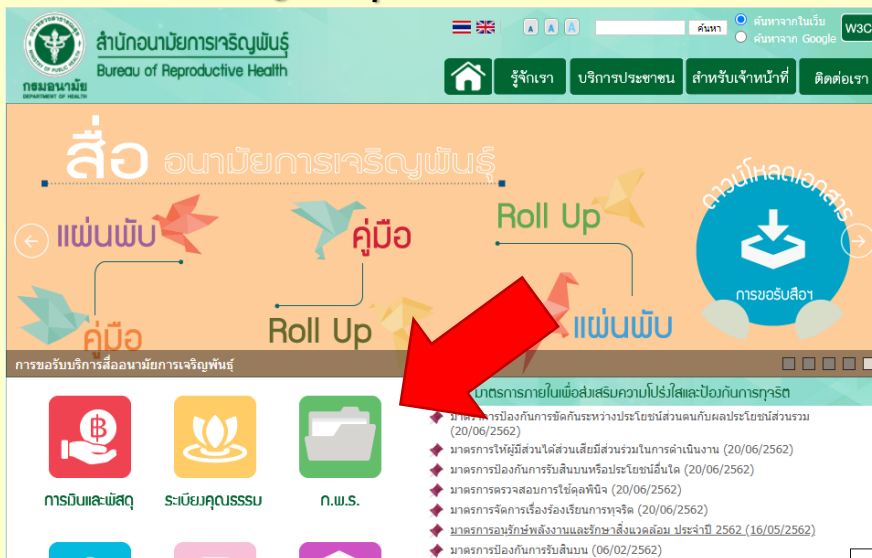 สำนักอนามัยการเจริญพันธุ์
Bureau of Reproductive Health
กรมอนามัย
DEPARTMENT OF HEALTH
A A A
ค้นหา
ค้นหาจากในเว็บ
ค้นหาจาก Google
W3C
รู้จักเรา
บริการประชาชน
สำหรับเจ้าหน้าที่
ติดต่อเรา
สื่อ อนามัยการเจริญพันธุ์
แผ่นพับ
คู่มือ
Roll Up
ดาวน์โหลดเอกสาร
การขอรับสื่อฯ
คู่มือ
Roll Up
แผ่นพับ
การขอรับบริการสื่ออนามัยการเจริญพันธุ์
มาตรการภายในเพื่อส่งเสริมความโปร่งใสและป้องกันการทุจริต
มาตรการป้องกันการขัดกันระหว่างประโยชน์ส่วนตนกับผลประโยชน์ส่วนรวม
(20/06/2562)
มาตรการให้ผู้มีส่วนได้ส่วนเสียมีส่วนร่วมในการดำเนินงาน (20/06/2562)
มาตรการป้องกันการรับสินบนหรือประโยชน์อื่นใด (20/06/2562)
มาตรการตรวจสอบการใช้ดุลพินิจ (20/06/2562)
มาตรการจัดการเรื่องร้องเรียนการทุจริต (20/06/2562)
มาตรการอนุรักษ์พลังงานและรักษาสิ่งแวดล้อม ประจำปี 2562 (16/05/2562)
มาตรการป้องกันการรับสินบน (06/02/2562)
การเงินและพัสดุ
ระเบียบคุณธรรม
ก.พ.ร.